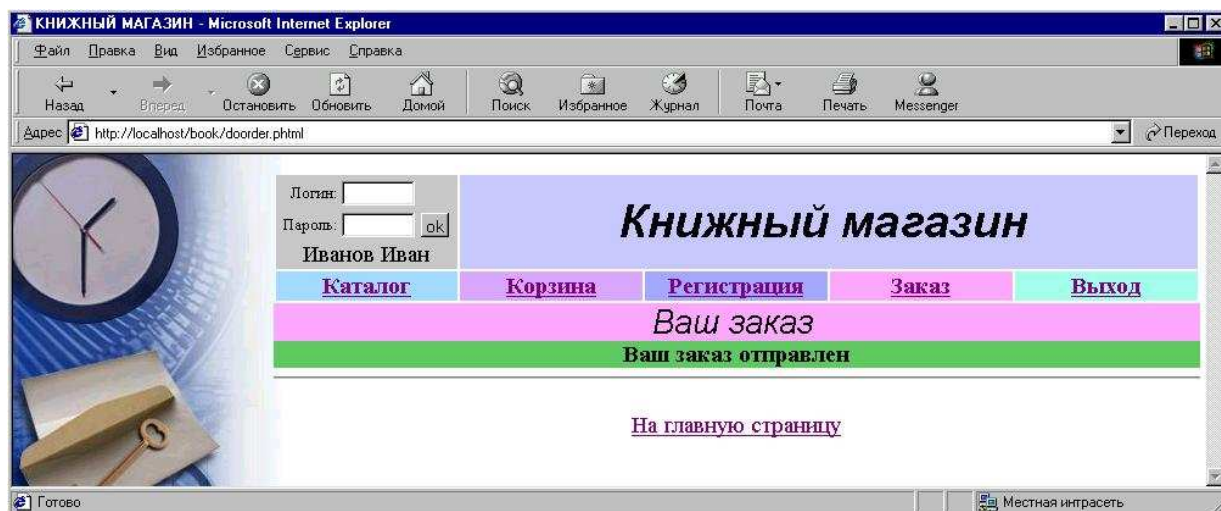 КНИЖНЫЙ МАГАЗИН - Microsoft Internet Explorer
Файл Правка Вид Избранное Сервис Справка
Назад Вперед Остановить Обновить Домой Поиск Избранное Журнал Почта Печать Messenger
Адрес http://localhost/book/doorder.phtml Переход
Логин:
Пароль: ok
Иванов Иван
Книжный магазин
Каталог Корзина Регистрация Заказ Выход
Ваш заказ
Ваш заказ отправлен
На главную страницу
Готово Местная интрасеть